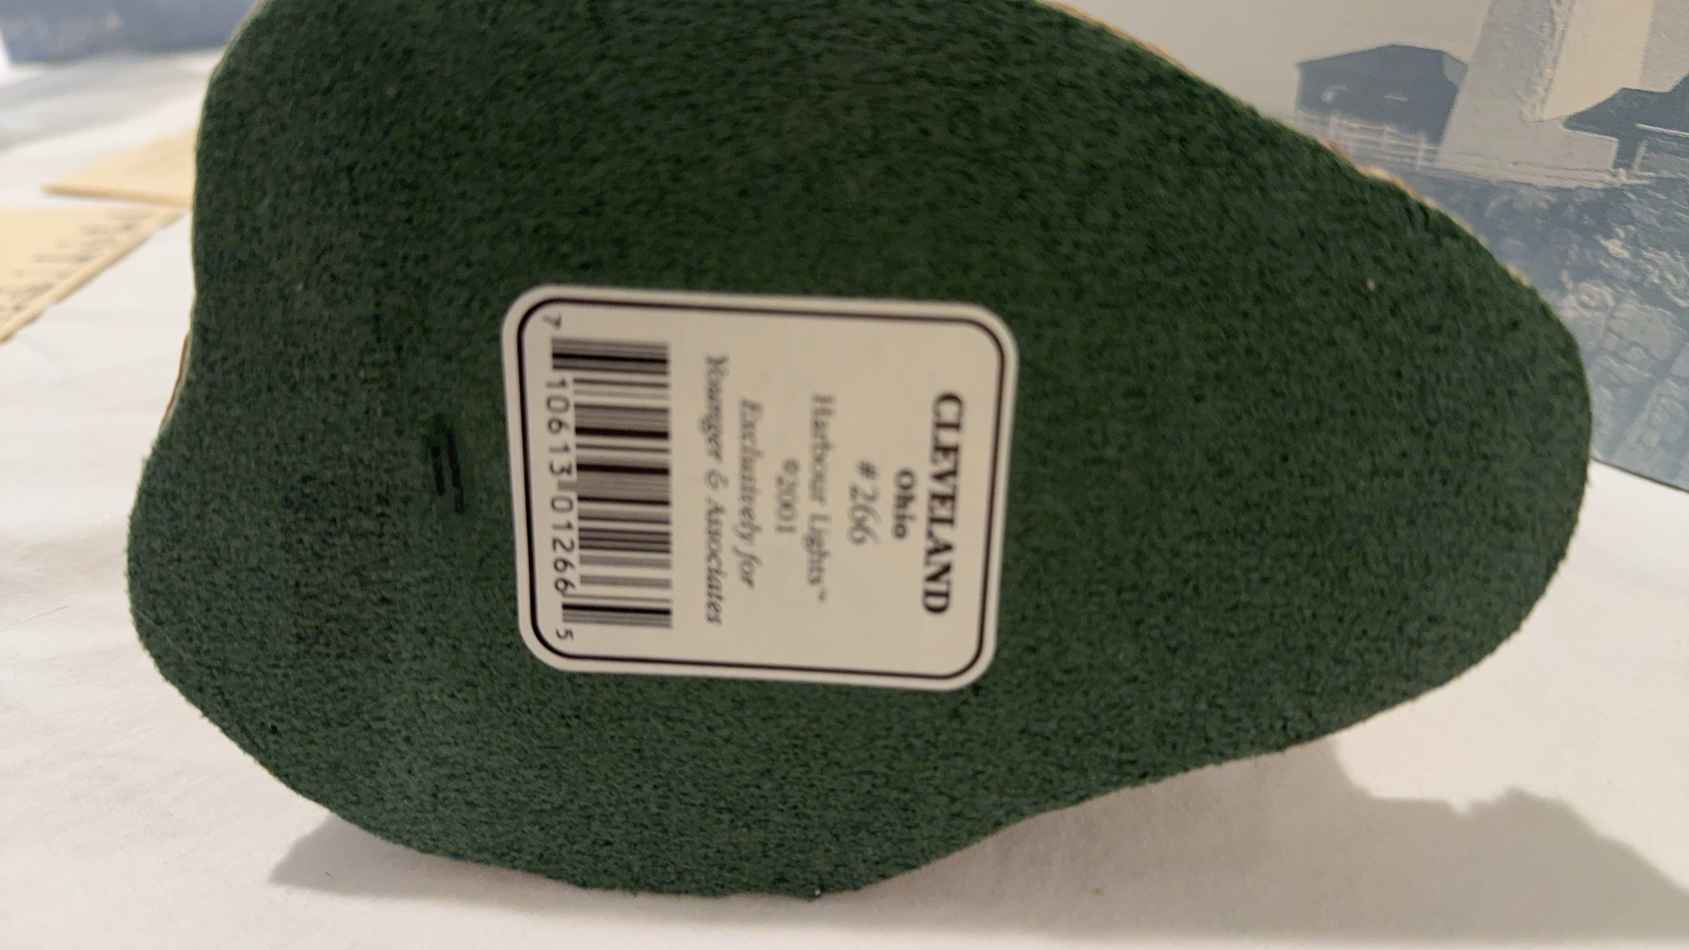 CLEVELAND
Ohio
#266
Harbour Lights™
©2001
Exclusively for
Younger & Associates
7 10613 01266 5